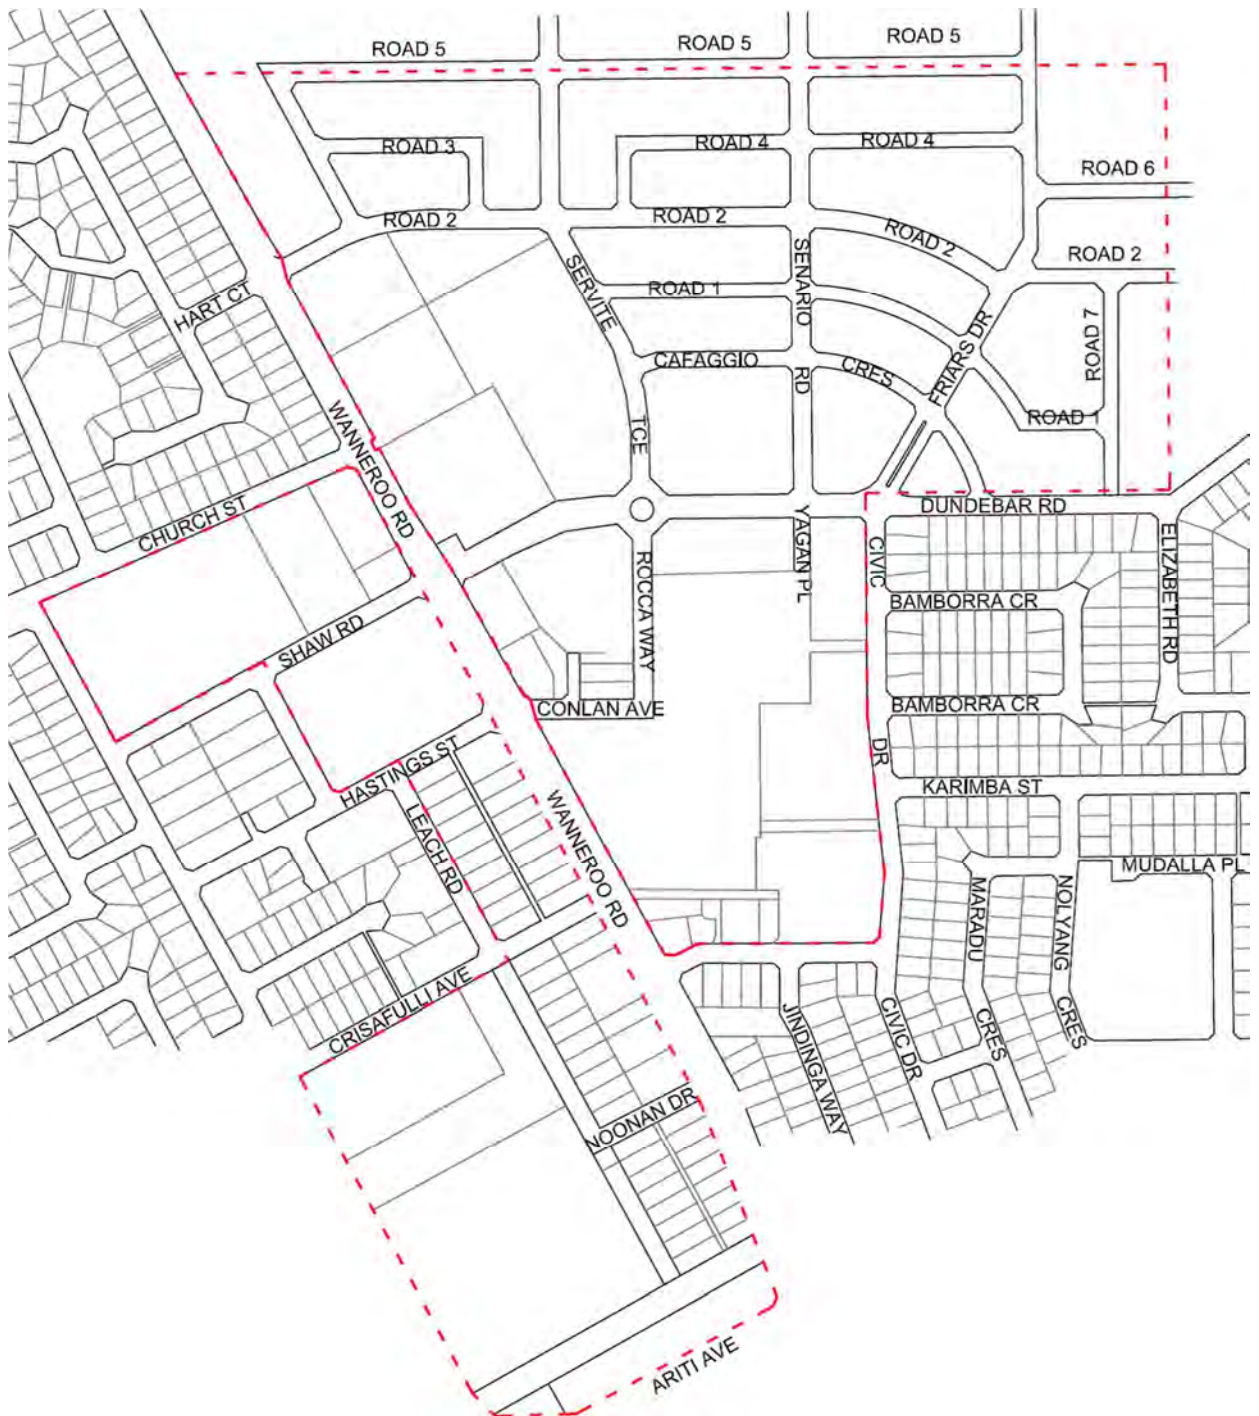 ROAD 5
ROAD 5
ROAD 5
ROAD 3
ROAD 4
ROAD 4
ROAD 6
ROAD 2
ROAD 2
ROAD 2
ROAD 2
SERVITE
TCE
SENARIO
RD
HART CT
ROAD 1
ROAD 7
FRIARS DR
CAFAGGIO
CRES
ROAD 1
WANNEROO RD
CHURCH ST
DUNDEBAR RD
YAGAN PL
CIVIC
DR
ELIZABETH RD
ROCCA WAY
BAMBORRA CR
SHAW RD
CONLAN AVE
BAMBORRA CR
HASTINGS ST
KARIMBA ST
LEACH RD
WANNEROO RD
MUDALLA PL
MARADU
CRES
NOLYANG
CRES
CRISAFULLI AVE
JINDINGA WAY
CIVIC DR
NOONAN DR
ARITI AVE